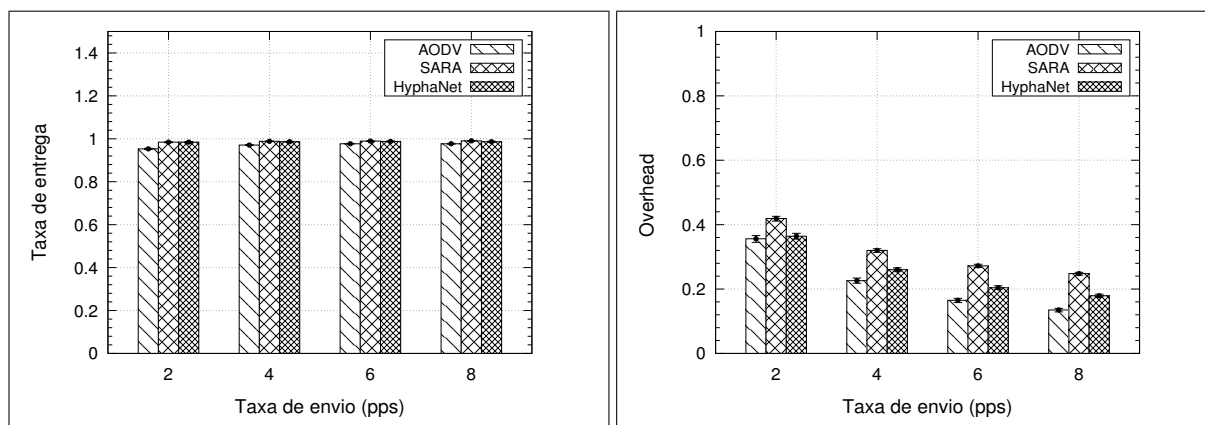 1.4
1.2
1
0.8
0.6
0.4
0.2
0
Taxa de entrega
AODV
SARA
HyphaNet
2 4 6 8
Taxa de envio (pps)
1
0.8
0.6
0.4
0.2
0
Overhead
AODV
SARA
HyphaNet
2 4 6 8
Taxa de envio (pps)